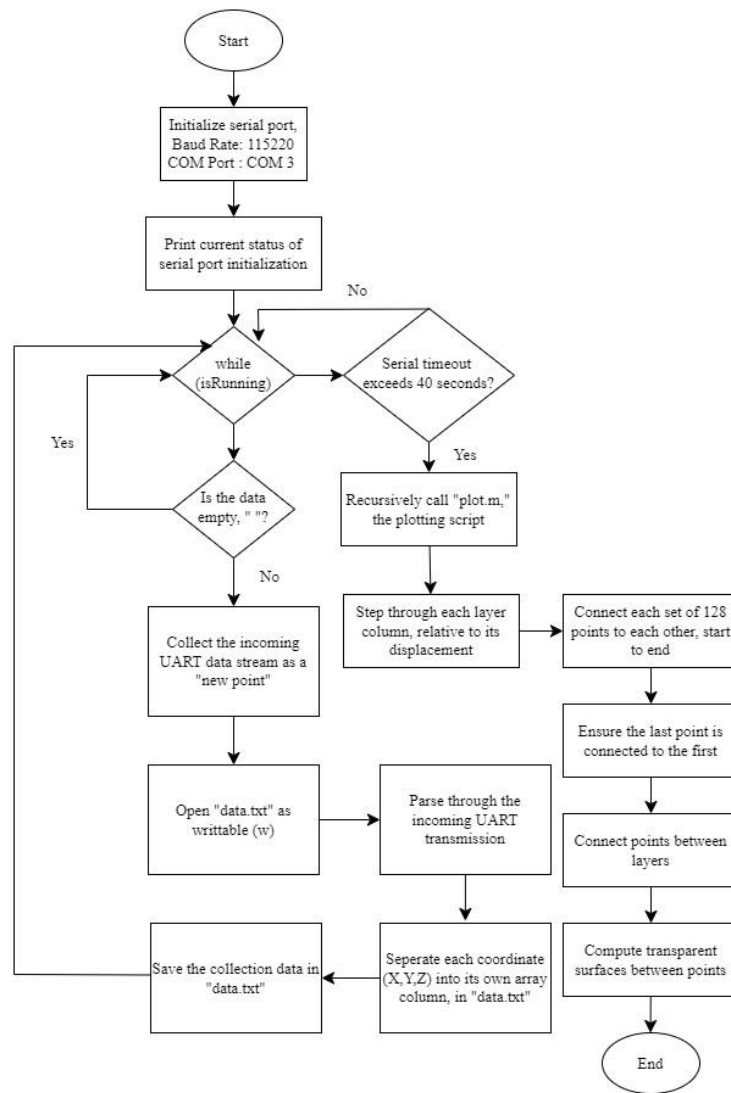 Start
Initialize serial port,
Baud Rate: 115220
COM Port : COM 3
Print current status of
serial port initialization
No
while
(isRunning)
Serial timeout
exceeds 40 seconds?
Yes
Yes
Is the data
empty, " "?
Recursively call "plot.m,"
the plotting script
No
Collect the incoming
UART data stream as a
"new point"
Step through each layer
column, relative to its
displacement
Connect each set of 128
points to each other, start
to end
Ensure the last point is
connected to the first
Open "data.txt" as
writtable (w)
Parse through the
incoming UART
transmission
Connect points between
layers
Save the collection data in
"data.txt"
Seperate each coordinate
(X,Y,Z) into its own array
column, in "data.txt"
Compute transparent
surfaces between points
End